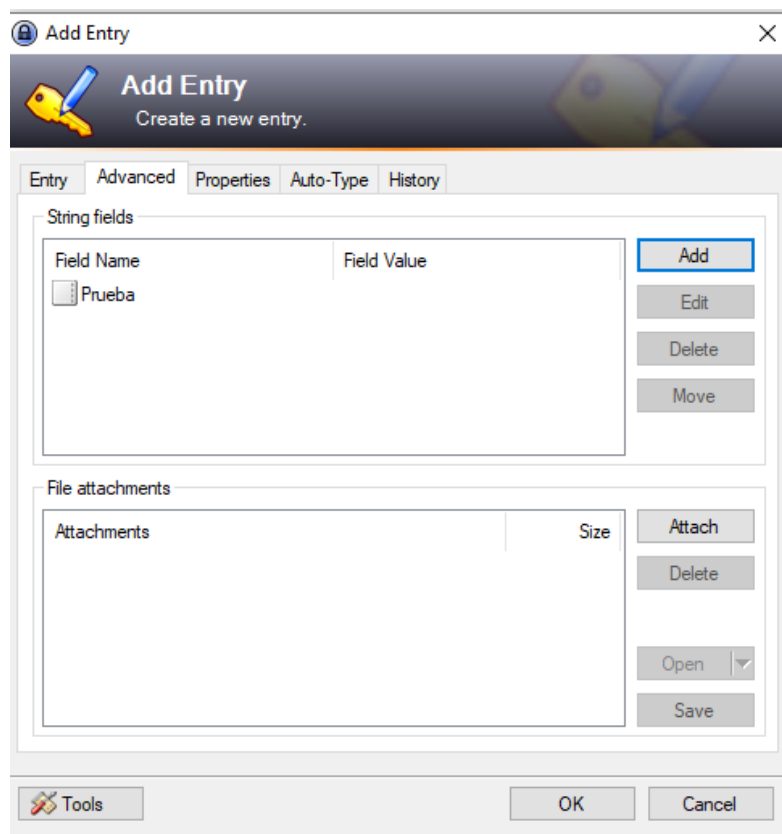 Add Entry
Add Entry
Create a new entry.
Entry Advanced Properties Auto-Type History
String fields
Field Name Field Value Add
Prueba Edit
Delete
Move
File attachments
Attachments Size Attach
Delete
Open
Save
Tools OK Cancel